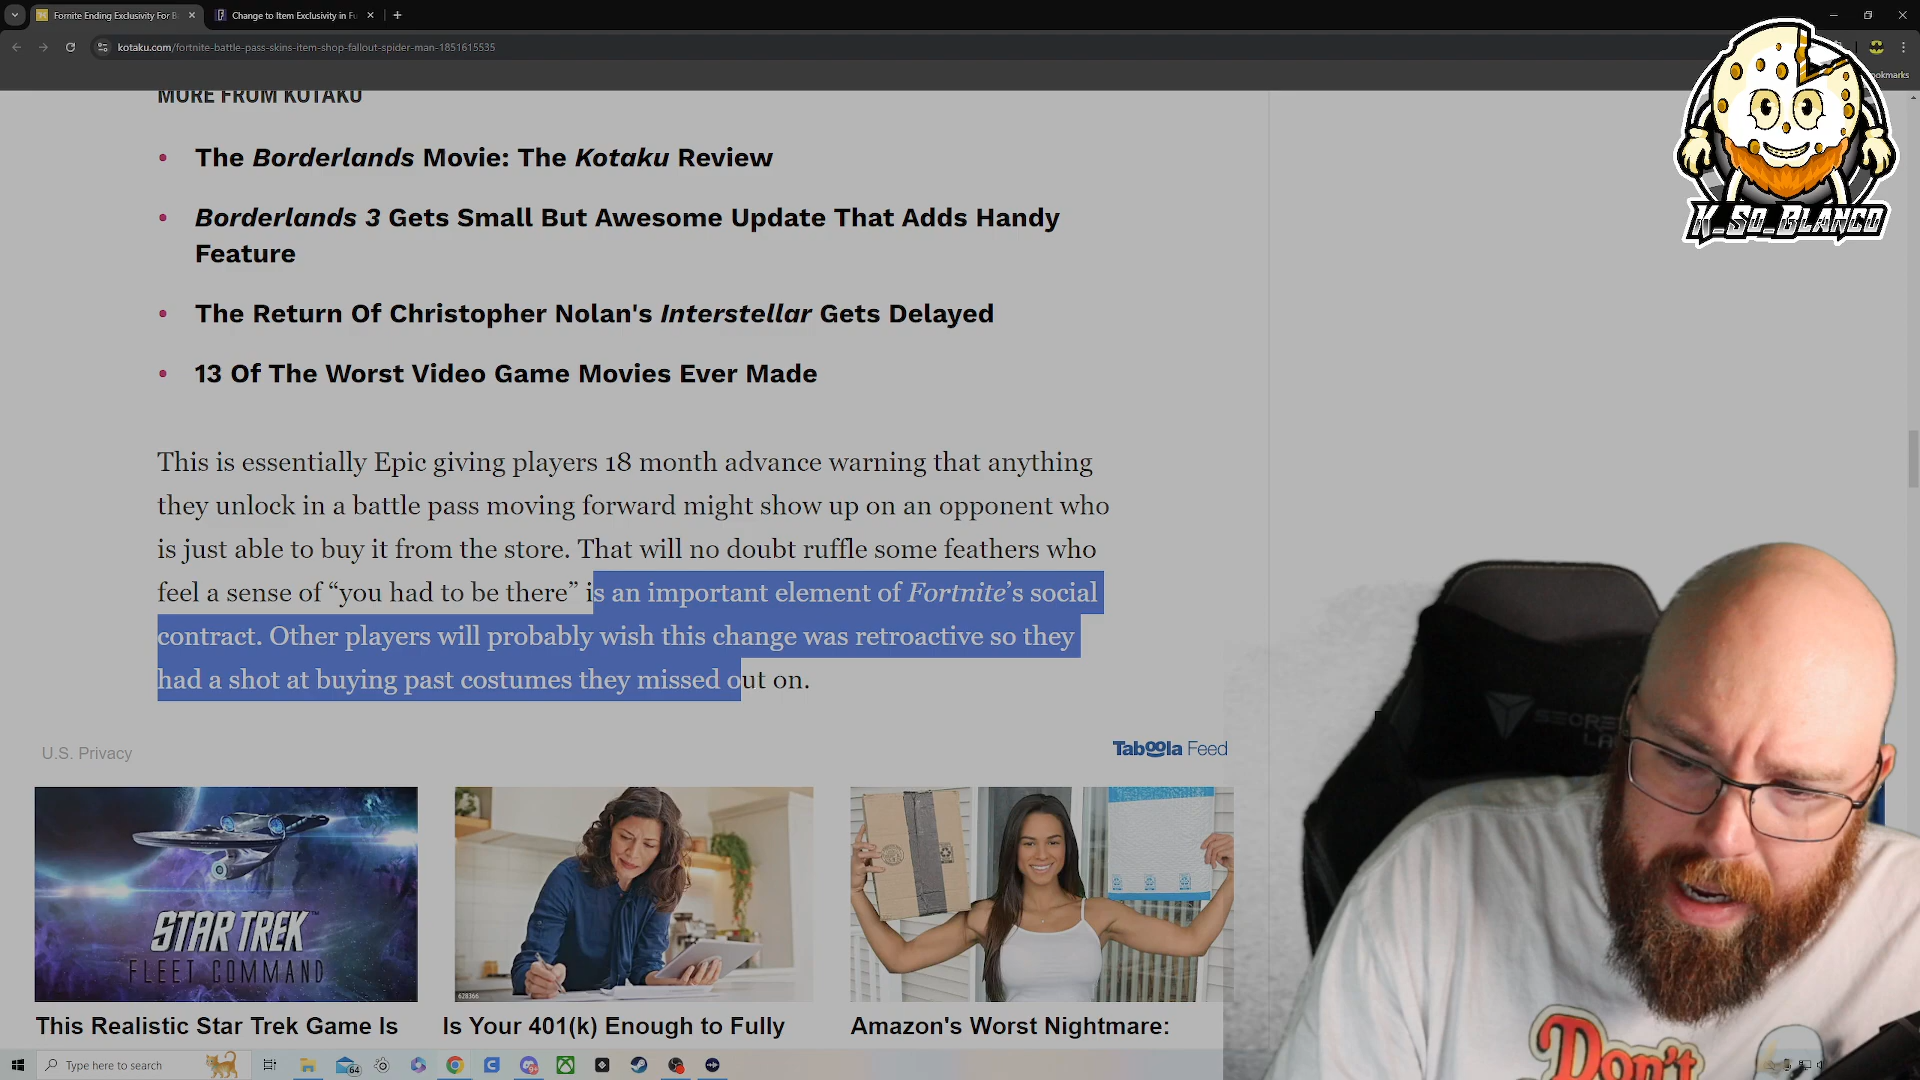 Fornite Ending Exclusivity For B
Change to Item Exclusivity in Fo
kotaku.com/fortnite-battle-pass-skins-item-shop-fallout-spider-man-1851615535
MORE FROM KOTAKU
The Borderlands Movie: The Kotaku Review
Borderlands 3 Gets Small But Awesome Update That Adds Handy
Feature
The Return Of Christopher Nolan's Interstellar Gets Delayed
13 Of The Worst Video Game Movies Ever Made
This is essentially Epic giving players 18 month advance warning that anything
they unlock in a battle pass moving forward might show up on an opponent who
is just able to buy it from the store. That will no doubt ruffle some feathers who
feel a sense of “you had to be there” is an important element of Fortnite’s social
contract. Other players will probably wish this change was retroactive so they
had a shot at buying past costumes they missed out on.
U.S. Privacy
Taboola Feed
STAR TREK
FLEET COMMAND
628366
This Realistic Star Trek Game Is
Is Your 401(k) Enough to Fully
Amazon's Worst Nightmare:
Type here to search
64
K_SO_BLANCO
Don't